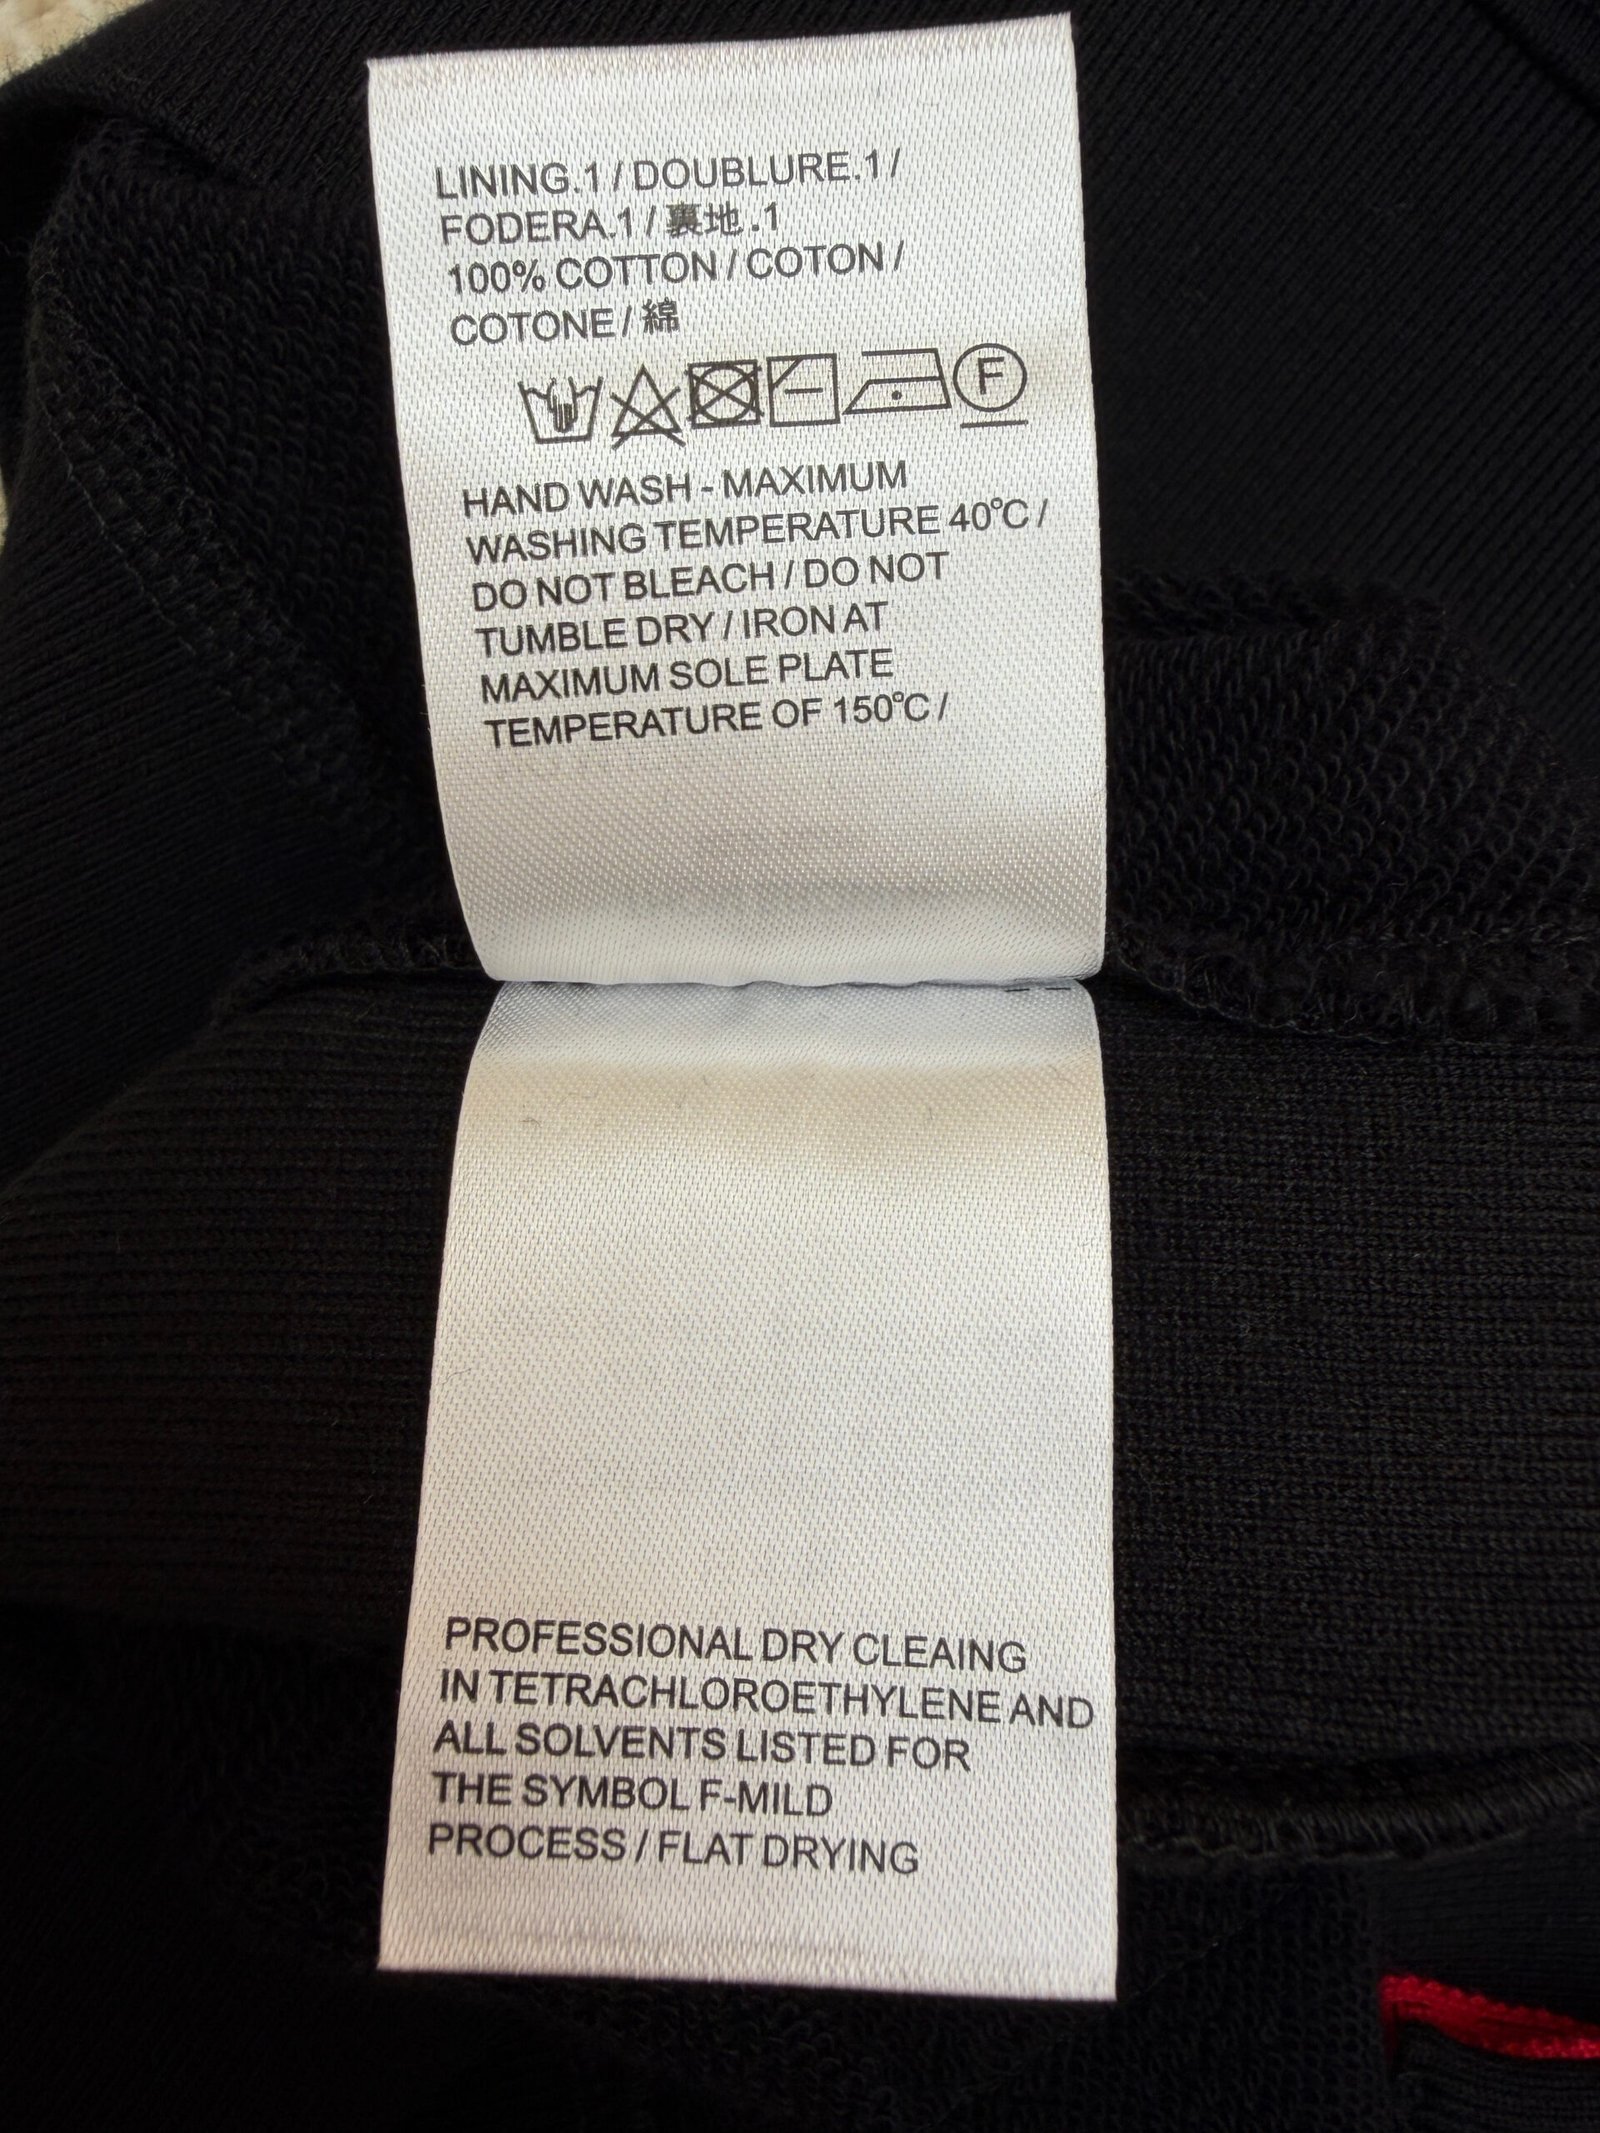 LINING.1 / DOUBLURE.1 /
FODERA.1 / 裏地.1
100% COTTON / COTON /
COTONE / 綿
F
HAND WASH - MAXIMUM
WASHING TEMPERATURE 40°C /
DO NOT BLEACH / DO NOT
TUMBLE DRY / IRON AT
MAXIMUM SOLE PLATE
TEMPERATURE OF 150°C /
PROFESSIONAL DRY CLEAING
IN TETRACHLOROETHYLENE AND
ALL SOLVENTS LISTED FOR
THE SYMBOL F-MILD
PROCESS / FLAT DRYING